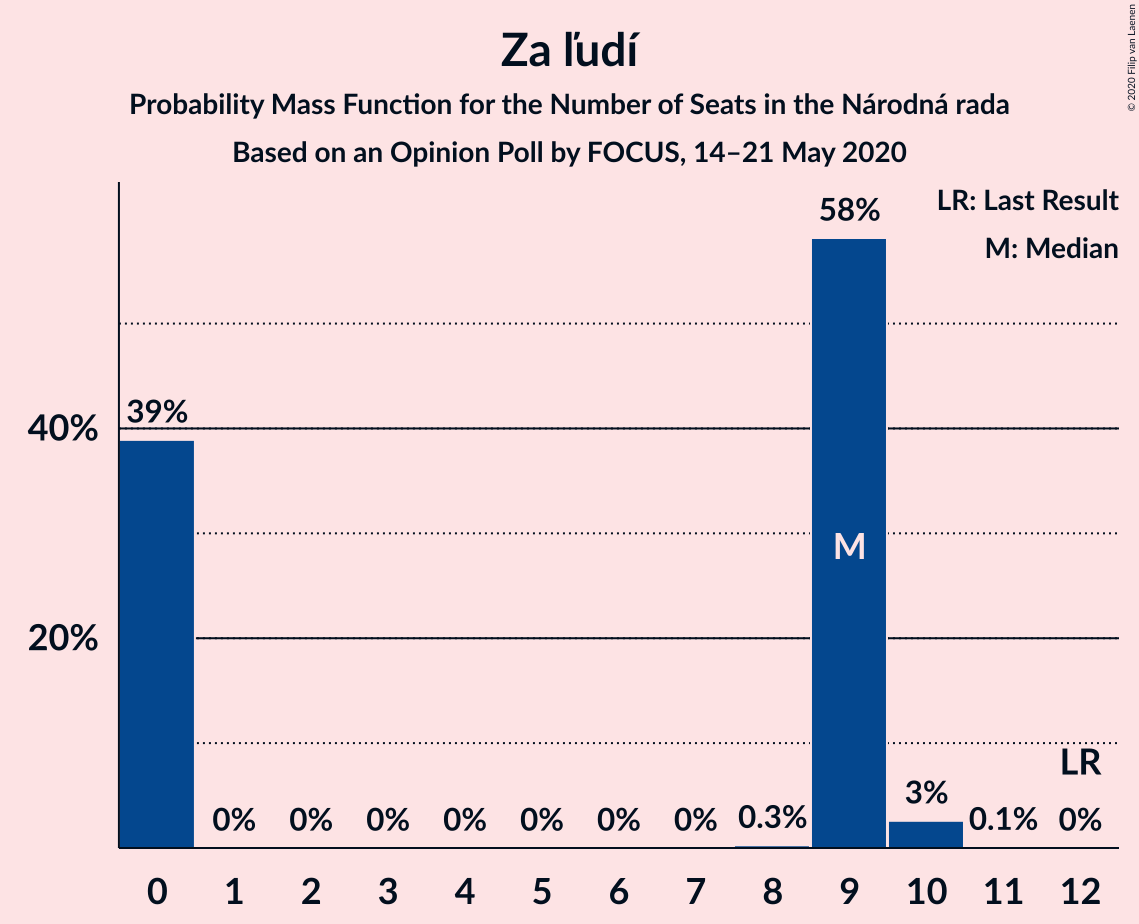 Za ľudí
Probability Mass Function for the Number of Seats in the Národná rada
Based on an Opinion Poll by FOCUS, 14–21 May 2020
© 2020 Filip van Laenen
LR: Last Result
M: Median
58%
39%
40%
M
20%
LR
0% 0% 0% 0% 0% 0% 0% 0.3% 3% 0.1% 0%
0 1 2 3 4 5 6 7 8 9 10 11 12